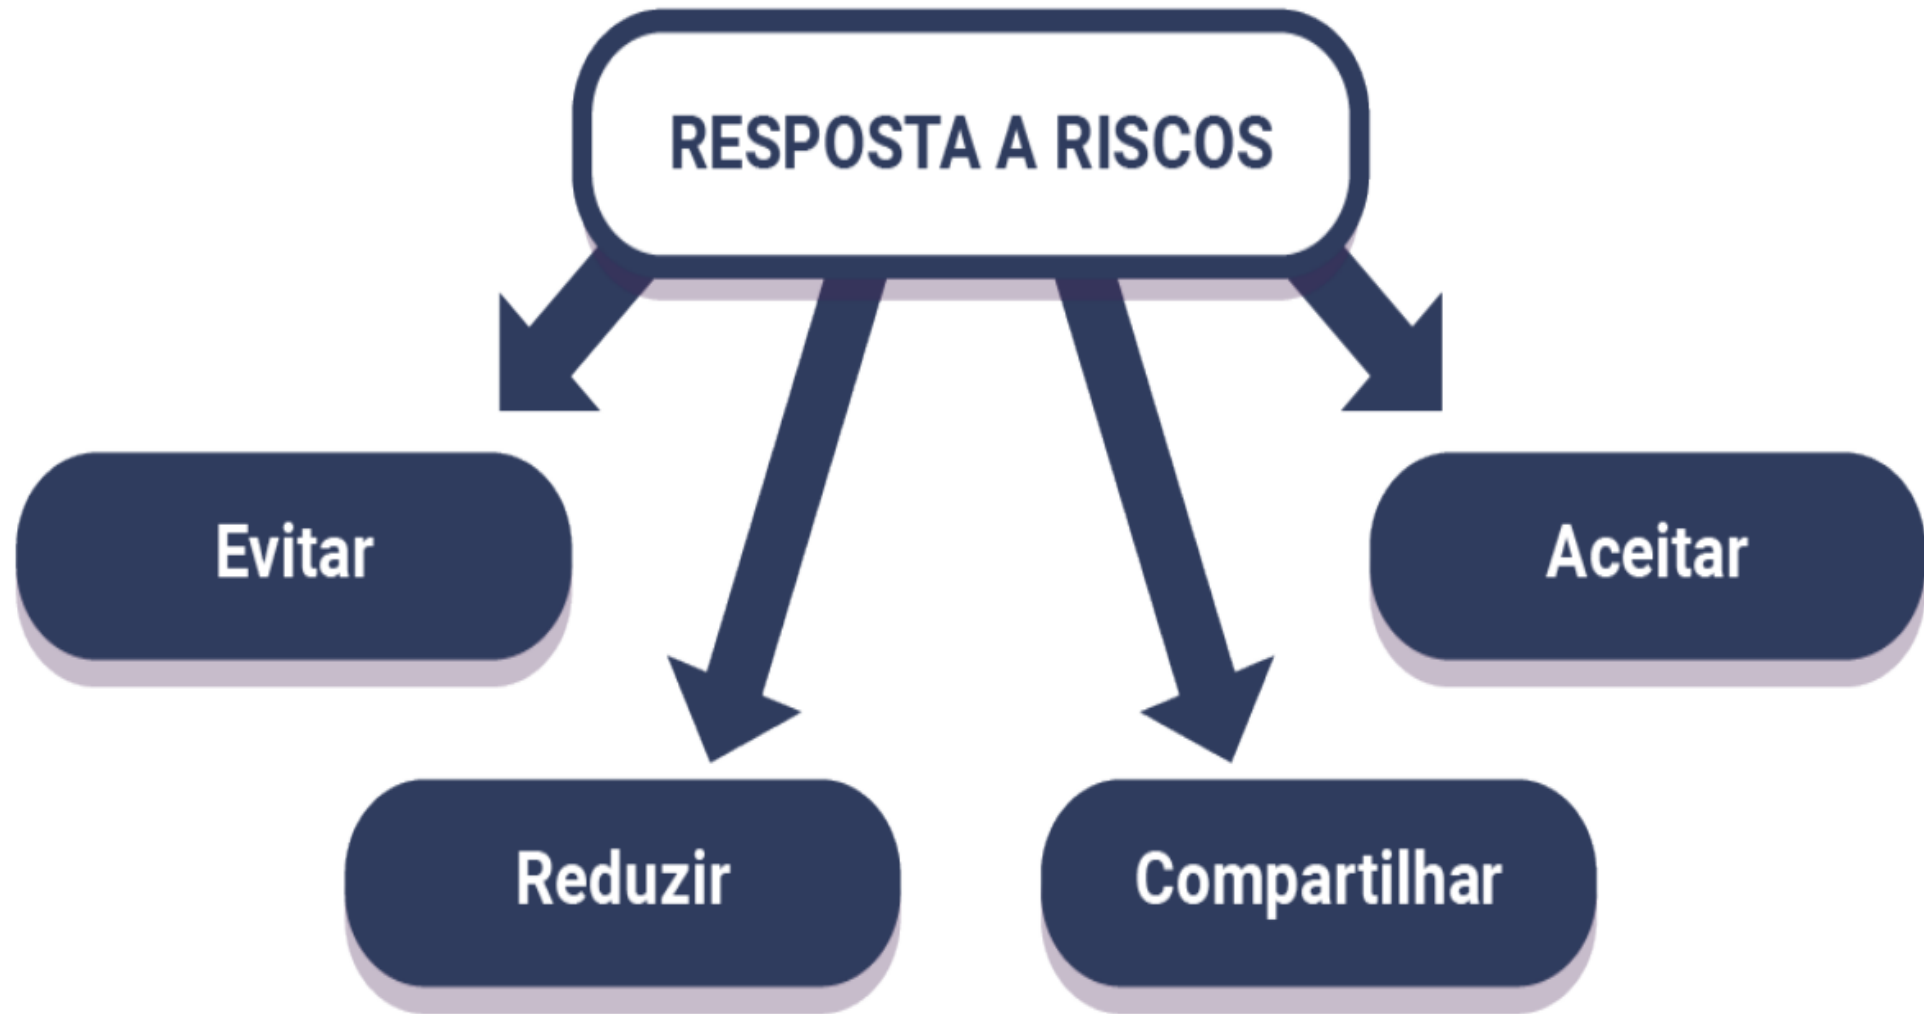 RESPOSTA A RISCOS
Evitar
Aceitar
Reduzir
Compartilhar